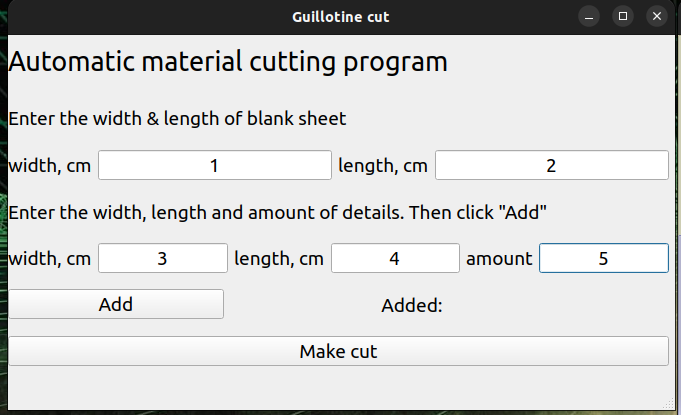 Guillotine cut
Automatic material cutting program
Enter the width & length of blank sheet
width, cm 1 length, cm 2
Enter the width, length and amount of details. Then click "Add"
width, cm 3 length, cm 4 amount 5
Add Added:
Make cut